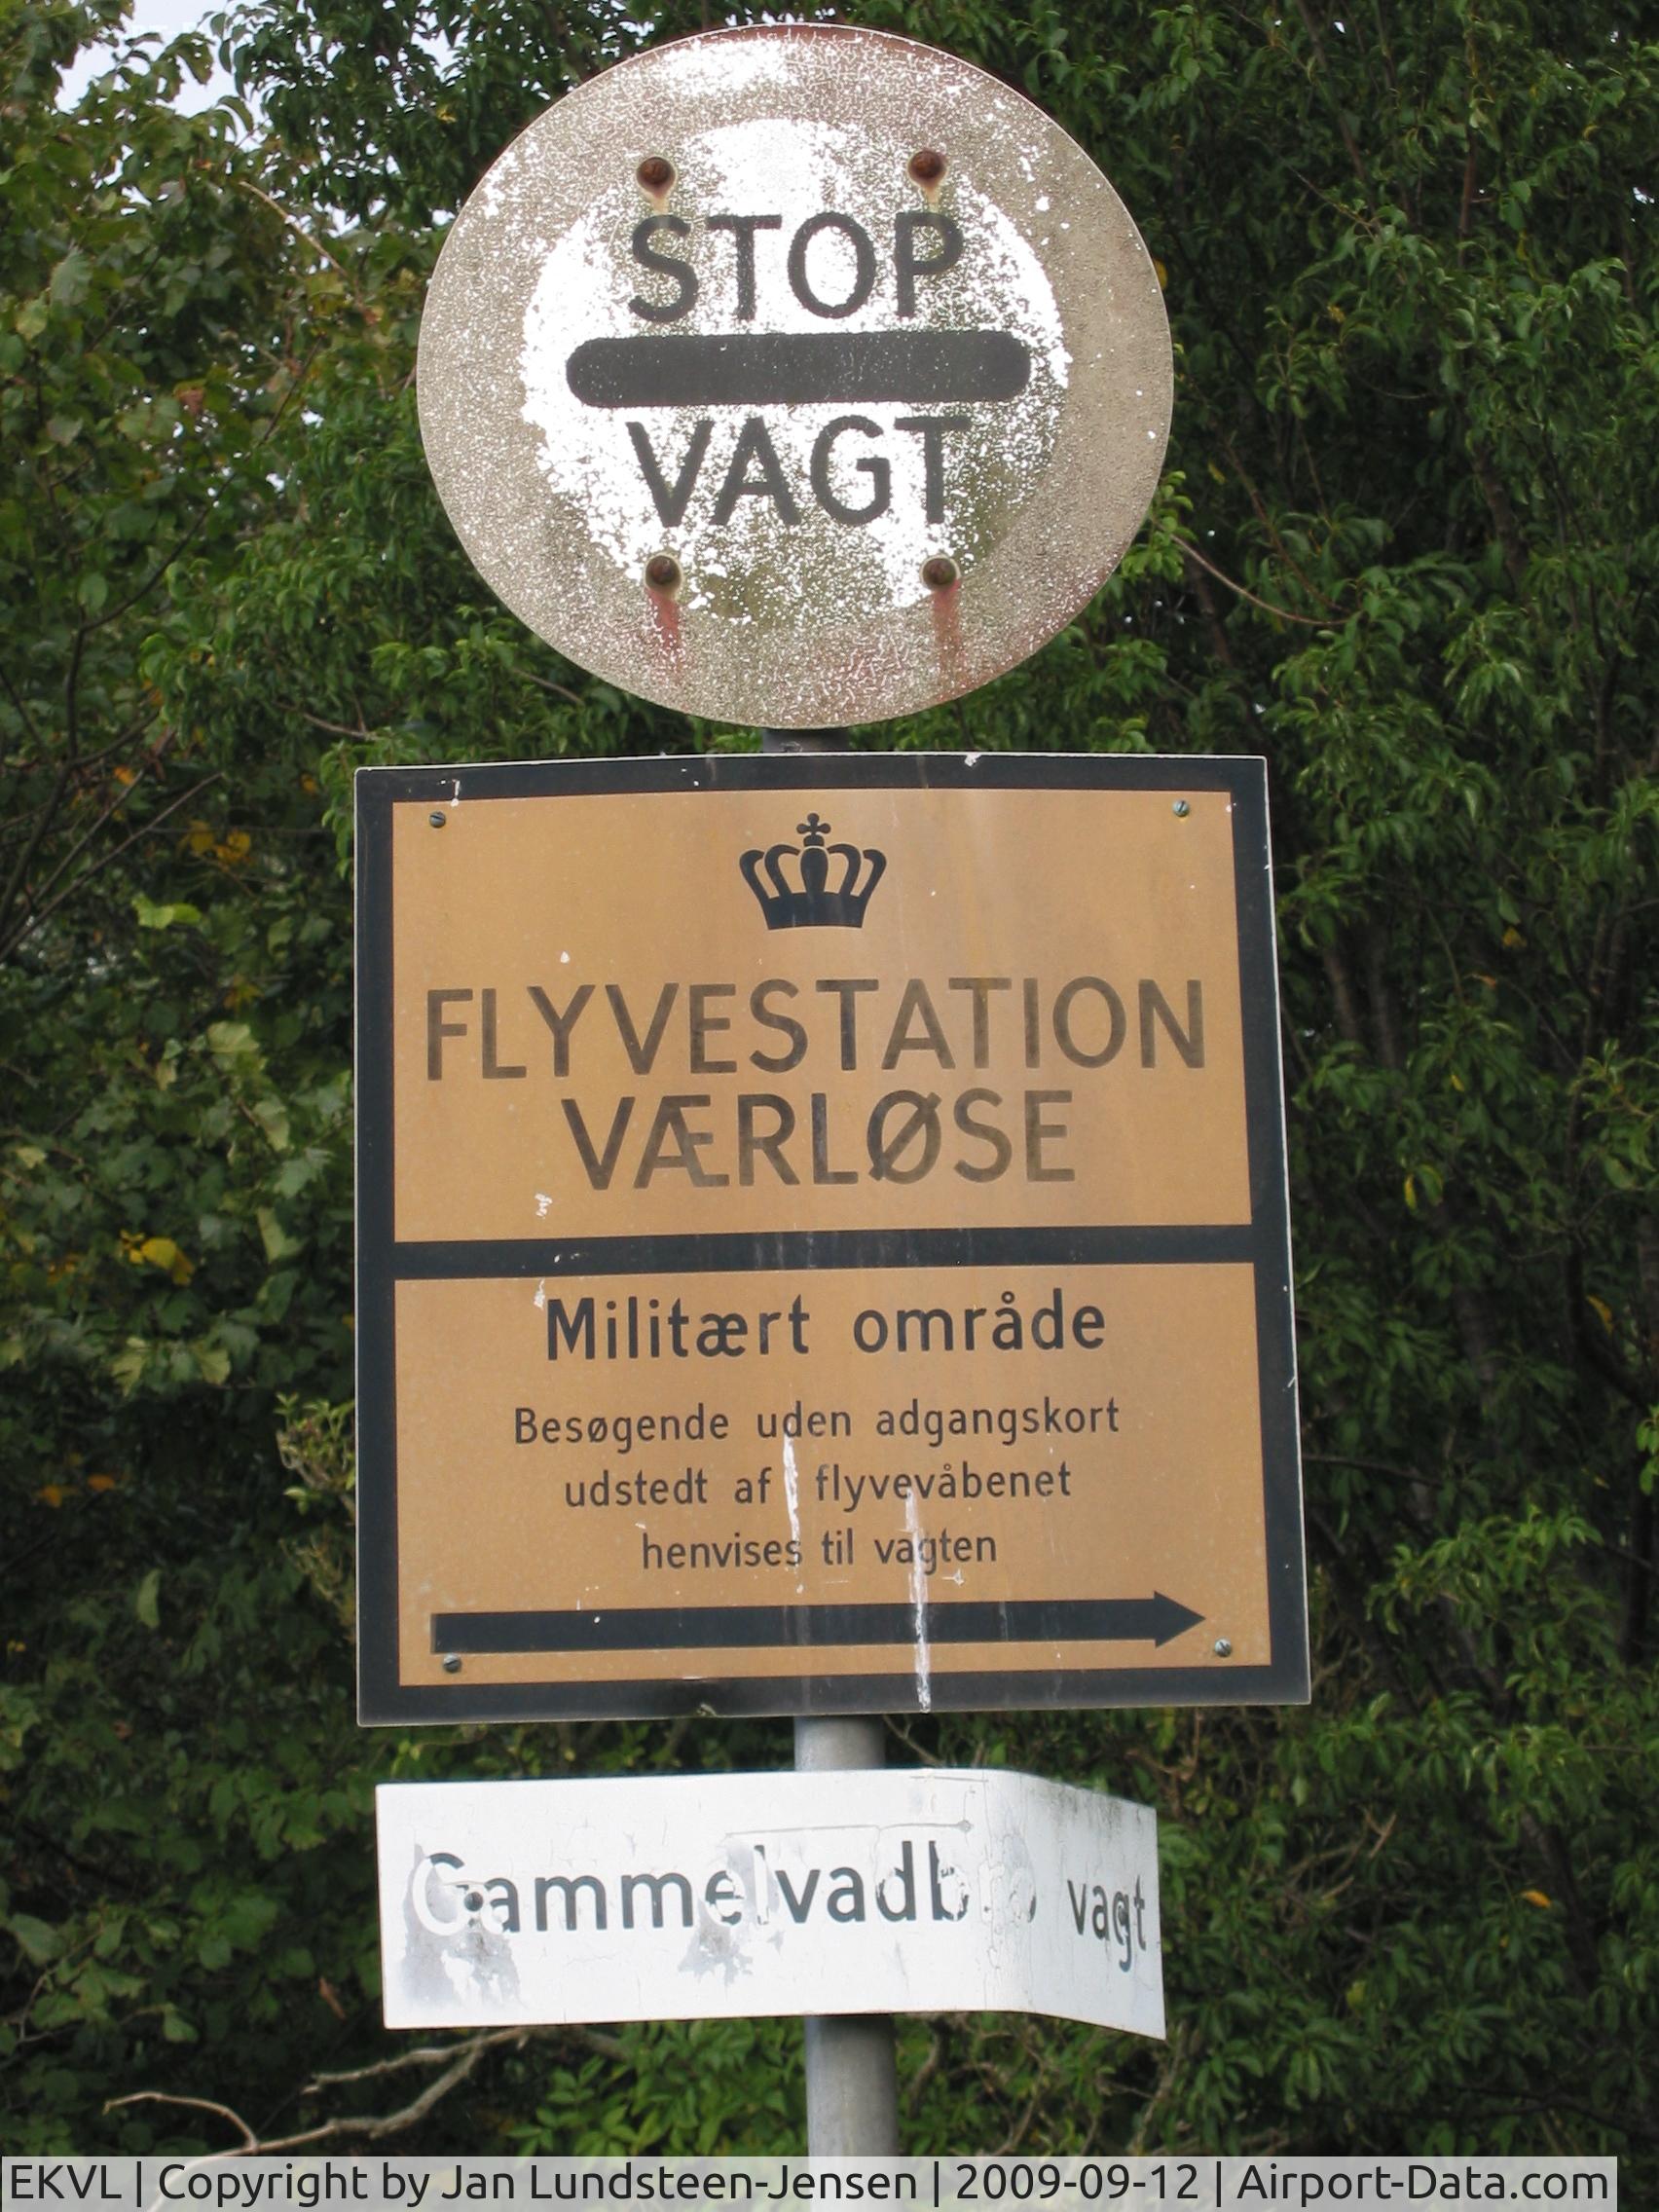 STOP
VAGT
FLYVESTATION
VÆRLØSE
Militært område
Besøgende uden adgangskort
udstedt af flyvevåbenet
henvises til vagten
Gammelvadbro vagt
EKVL | Copyright by Jan Lundsteen-Jensen | 2009-09-12 | Airport-Data.com